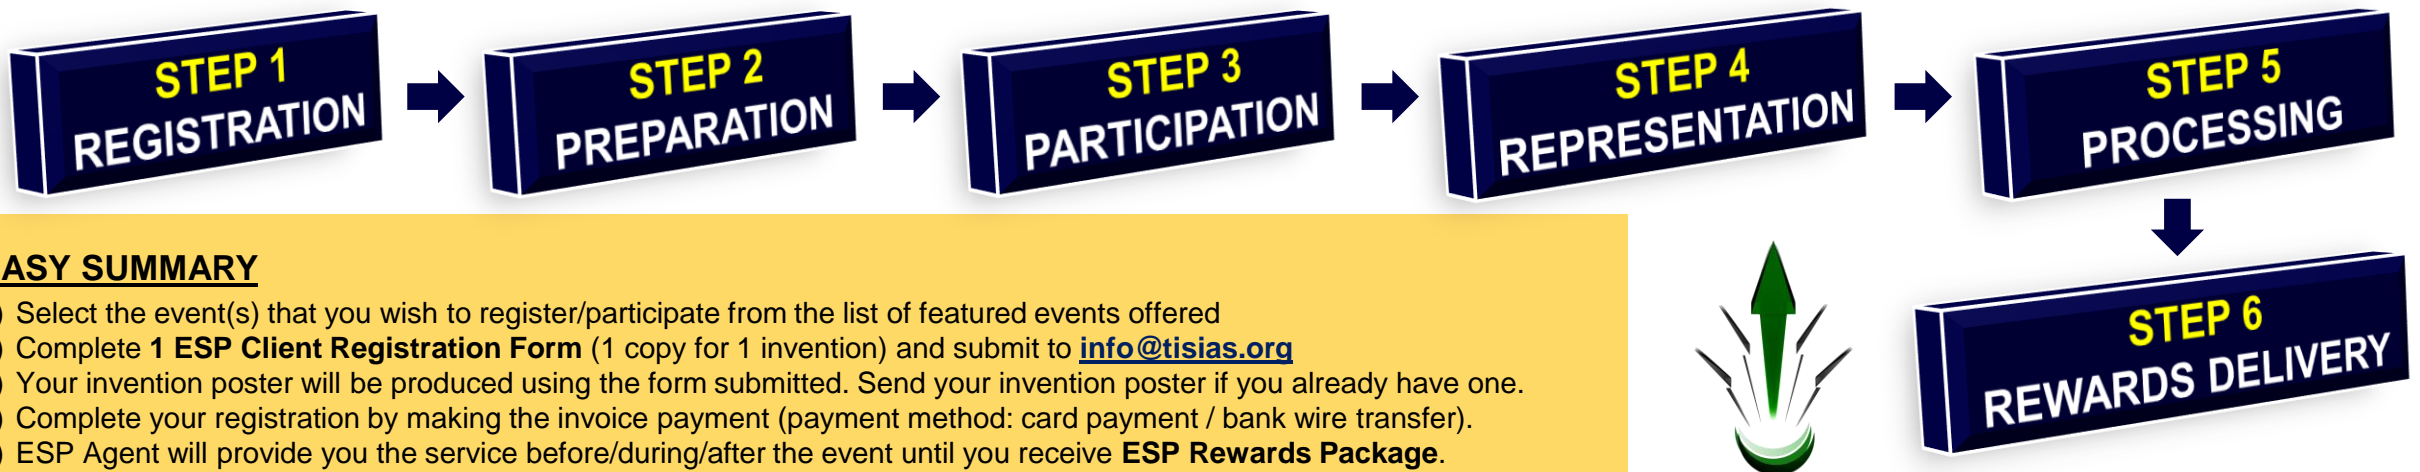 STEP 1
REGISTRATION
STEP 2
PREPARATION
STEP 3
PARTICIPATION
STEP 4
REPRESENTATION
STEP 5
PROCESSING
STEP 6
REWARDS DELIVERY
ASY SUMMARY
) Select the event(s) that you wish to register/participate from the list of featured events offered
) Complete 1 ESP Client Registration Form (1 copy for 1 invention) and submit to info@tisias.org
) Your invention poster will be produced using the form submitted. Send your invention poster if you already have one.
) Complete your registration by making the invoice payment (payment method: card payment / bank wire transfer).
) ESP Agent will provide you the service before/during/after the event until you receive ESP Rewards Package.